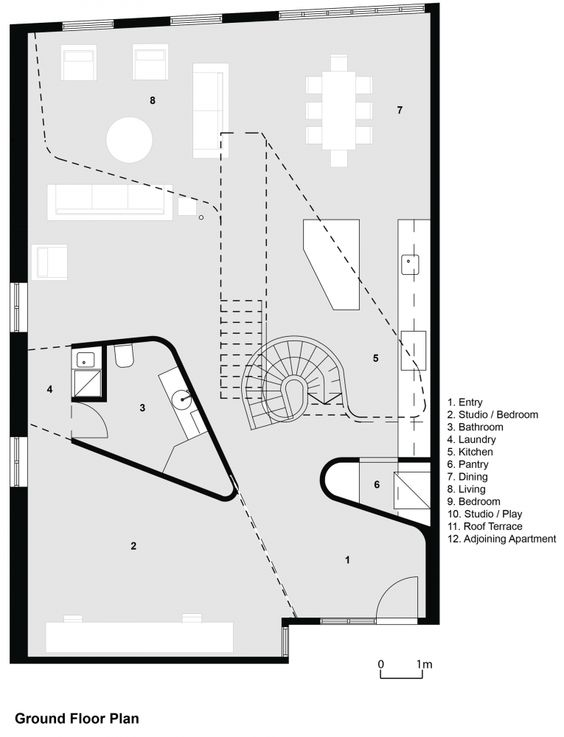 8
7
5
4
3
6
2
1
1. Entry
2. Studio / Bedroom
3. Bathroom
4. Laundry
5. Kitchen
6. Pantry
7. Dining
8. Living
9. Bedroom
10. Studio / Play
11. Roof Terrace
12. Adjoining Apartment
0 1m
Ground Floor Plan